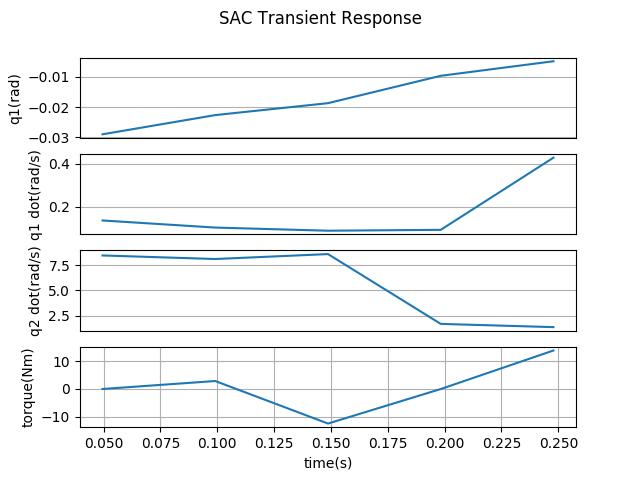 SAC Transient Response
q1(rad)
−0.01
−0.02
−0.03
q1 dot(rad/s)
0.4
0.2
q2 dot(rad/s)
7.5
5.0
2.5
torque(Nm)
10
0
−10
0.050 0.075 0.100 0.125 0.150 0.175 0.200 0.225 0.250
time(s)